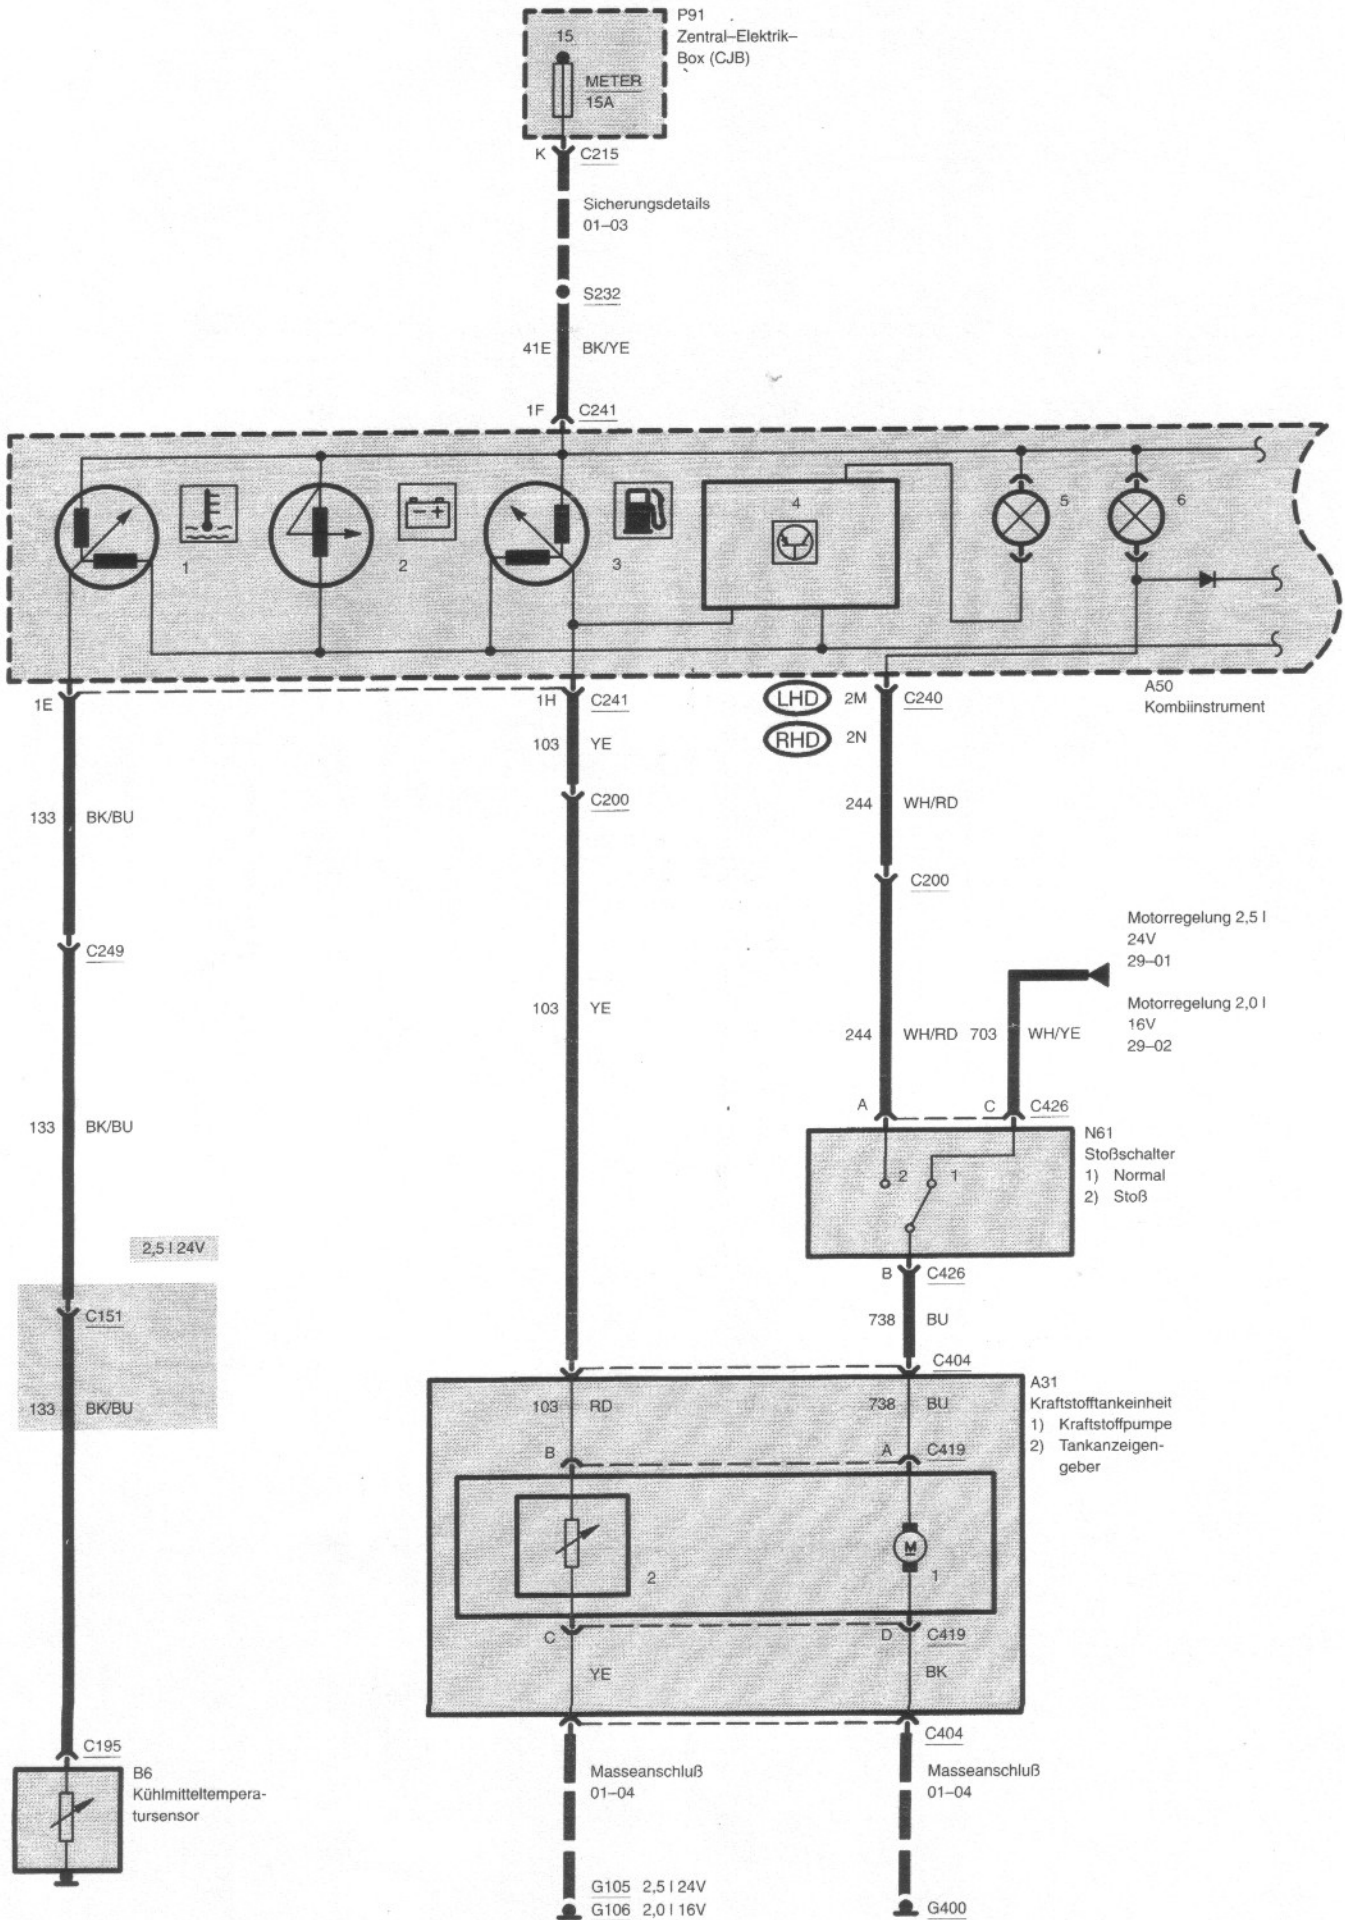 P91
Zentral–Elektrik–
Box (CJB)
15
METER
15A
K C215
Sicherungsdetails
01–03
S232
41E BK/YE
1F C241
1
2
3
4
5
6
1E
1H C241
LHD 2M C240
RHD 2N
A50
Kombiinstrument
103 YE
C200
133 BK/BU
244 WH/RD
C200
C249
Motorregelung 2,5 l
24V
29–01
Motorregelung 2,0 l
16V
29–02
103 YE
244 WH/RD 703 WH/YE
A C C426
133 BK/BU
N61
Stoßschalter
1) Normal
2) Stoß
2 1
2,5 l 24V
B C426
C151
738 BU
C404
A31
Kraftstofftankeinheit
1) Kraftstoffpumpe
2) Tankanzeigen-
geber
133 BK/BU
103 RD 738 BU
B A C419
M
2 1
C D C419
YE BK
C404
C195
B6
Kühlmitteltempera-
tursensor
Masseanschluß
01–04
Masseanschluß
01–04
G105 2,5 l 24V
G106 2,0 l 16V
G400